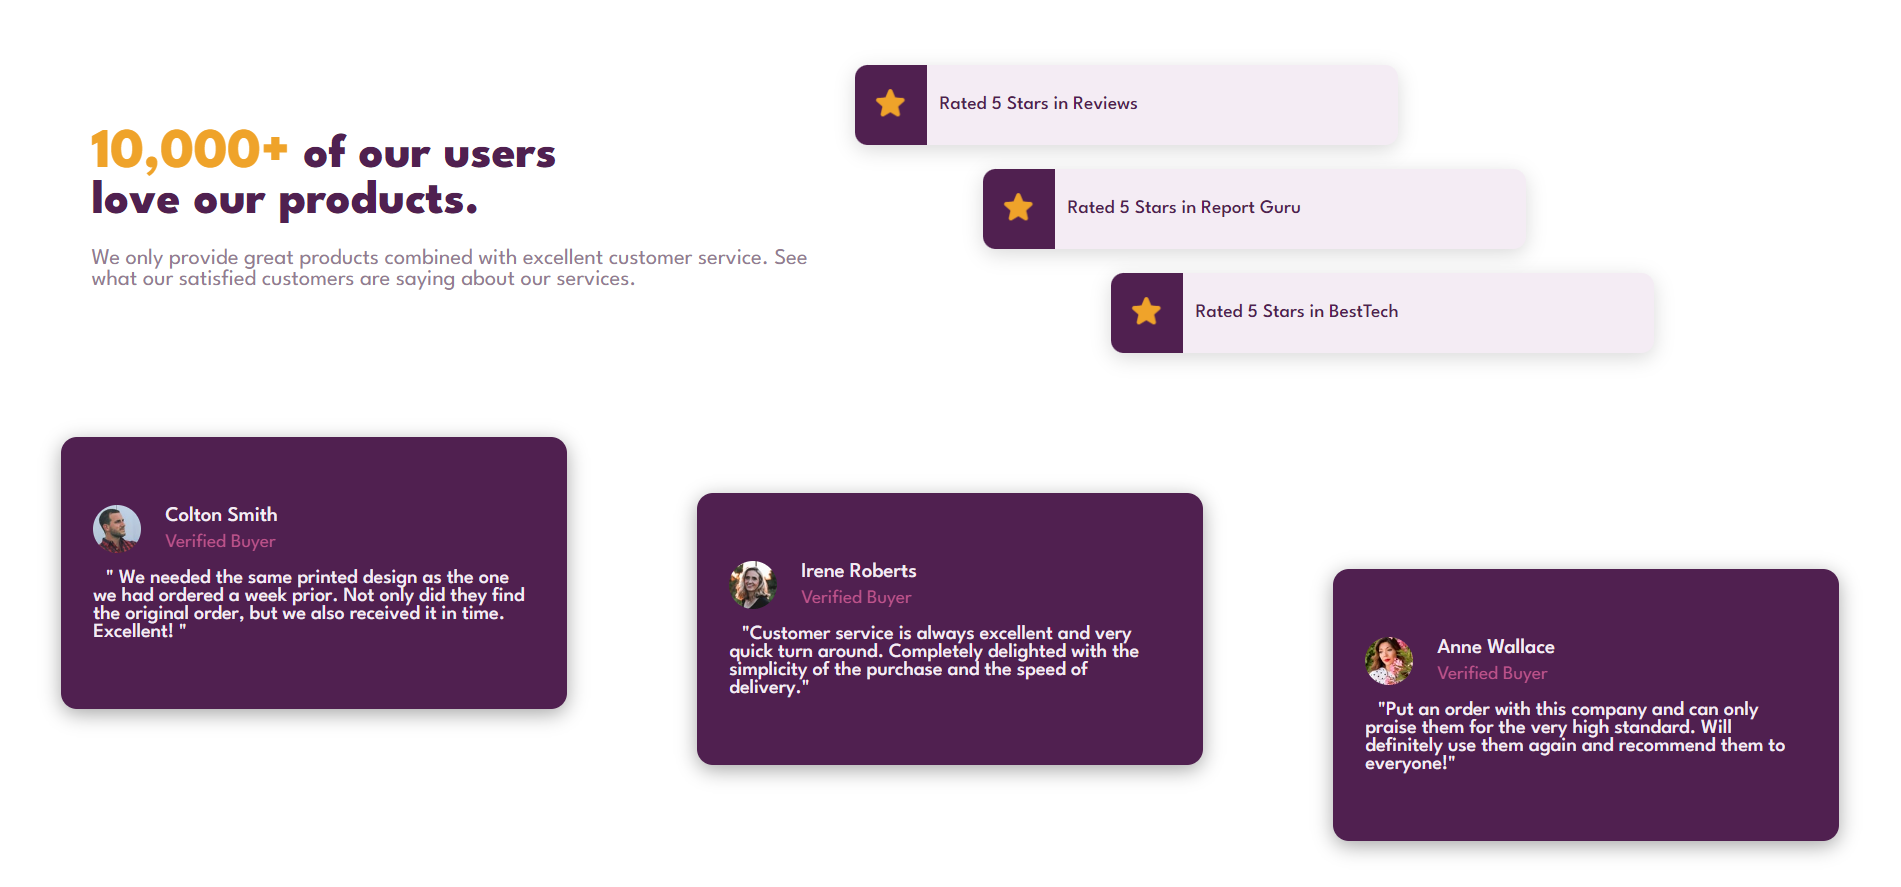 10,000+ of our users
love our products.
We only provide great products combined with excellent customer service. See
what our satisfied customers are saying about our services.
Rated 5 Stars in Reviews
Rated 5 Stars in Report Guru
Rated 5 Stars in BestTech
Colton Smith
Verified Buyer
" We needed the same printed design as the one
we had ordered a week prior. Not only did they find
the original order, but we also received it in time.
Excellent! "
Irene Roberts
Verified Buyer
"Customer service is always excellent and very
quick turn around. Completely delighted with the
simplicity of the purchase and the speed of
delivery."
Anne Wallace
Verified Buyer
"Put an order with this company and can only
praise them for the very high standard. Will
definitely use them again and recommend them to
everyone!"